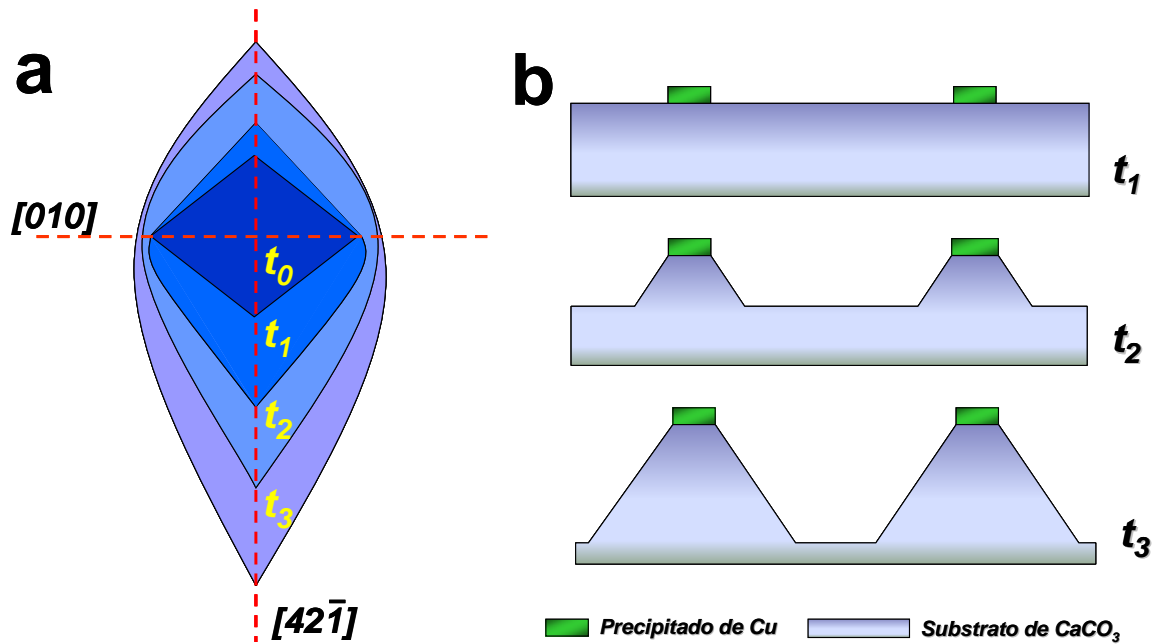 a
[010]
t0
t1
t2
t3
[42̄1̄]
b
t1
t2
t3
Precipitado de Cu
Substrato de CaCO3